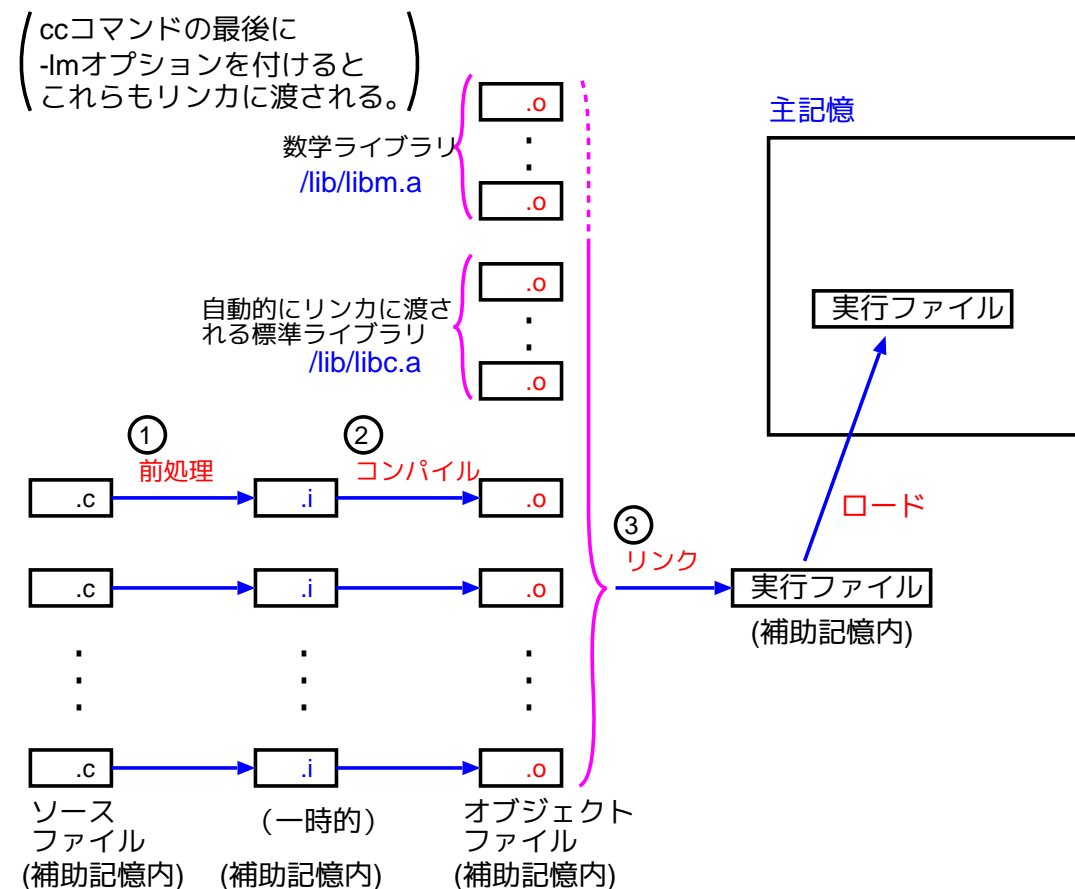 ccコマンドの最後に
-lmオプションを付けると
これらもリンカに渡される。
.o
数学ライブラリ
/lib/libm.a
.o
主記憶
.o
自動的にリンカに渡さ
れる標準ライブラリ
/lib/libc.a
.o
実行ファイル
1
前処理
2
コンパイル
.c
.i
.o
ロード
3
リンク
.c
.i
.o
実行ファイル
(補助記憶内)
.c
.i
.o
ソース
ファイル
(補助記憶内)
（一時的）
(補助記憶内)
オブジェクト
ファイル
(補助記憶内)